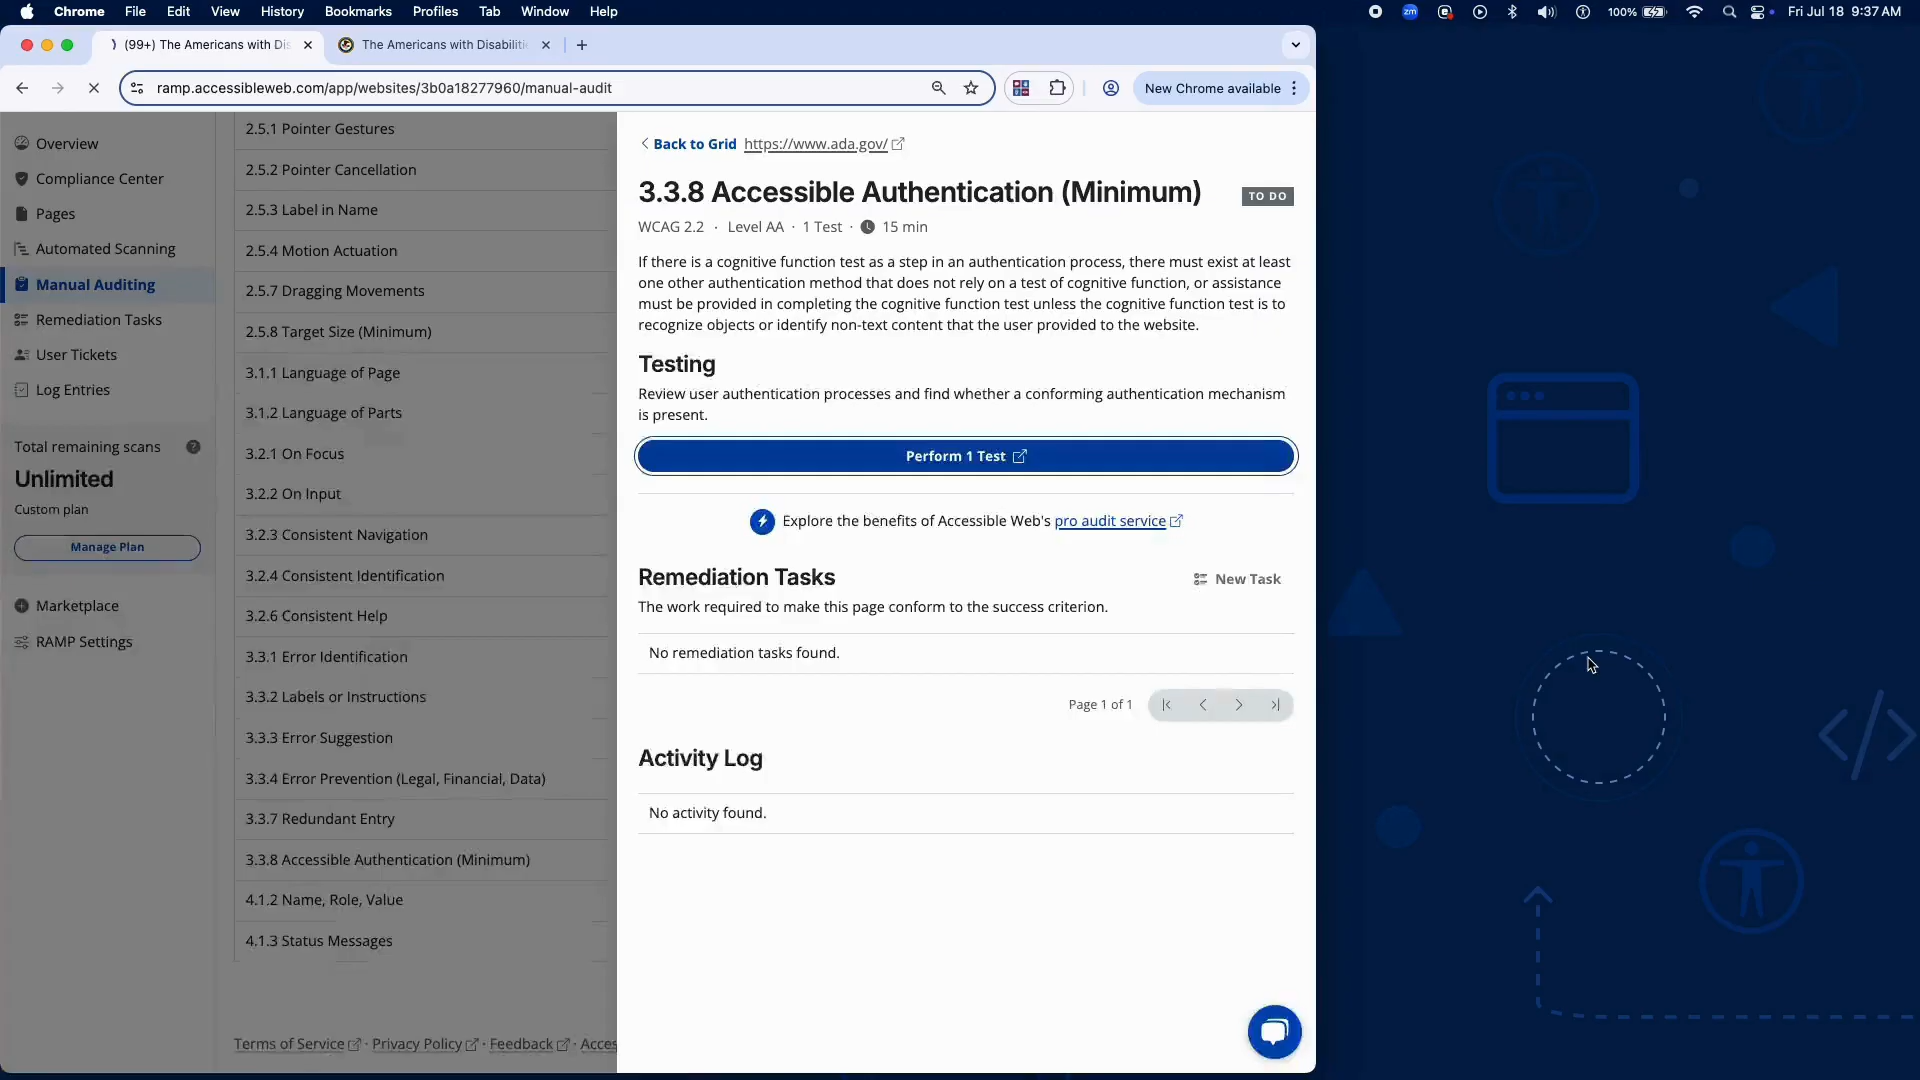 Chrome File Edit View History Bookmarks Profiles Tab Window Help
zm 100% Fri Jul 18 9:37 AM
(99+) The Americans with Dis
The Americans with Disabiliti
ramp.accessibleweb.com/app/websites/3b0a18277960/manual-audit
New Chrome available
Overview
Compliance Center
Pages
Automated Scanning
Manual Auditing
Remediation Tasks
User Tickets
Log Entries
Total remaining scans
Unlimited
Custom plan
Manage Plan
Marketplace
RAMP Settings
2.5.1 Pointer Gestures
2.5.2 Pointer Cancellation
2.5.3 Label in Name
2.5.4 Motion Actuation
2.5.7 Dragging Movements
2.5.8 Target Size (Minimum)
3.1.1 Language of Page
3.1.2 Language of Parts
3.2.1 On Focus
3.2.2 On Input
3.2.3 Consistent Navigation
3.2.4 Consistent Identification
3.2.6 Consistent Help
3.3.1 Error Identification
3.3.2 Labels or Instructions
3.3.3 Error Suggestion
3.3.4 Error Prevention (Legal, Financial, Data)
3.3.7 Redundant Entry
3.3.8 Accessible Authentication (Minimum)
4.1.2 Name, Role, Value
4.1.3 Status Messages
Terms of Service · Privacy Policy · Feedback · Acces
Back to Grid https://www.ada.gov/
3.3.8 Accessible Authentication (Minimum)
TO DO
WCAG 2.2 · Level AA · 1 Test · 15 min
If there is a cognitive function test as a step in an authentication process, there must exist at least
one other authentication method that does not rely on a test of cognitive function, or assistance
must be provided in completing the cognitive function test unless the cognitive function test is to
recognize objects or identify non-text content that the user provided to the website.
Testing
Review user authentication processes and find whether a conforming authentication mechanism
is present.
Perform 1 Test
Explore the benefits of Accessible Web's pro audit service
Remediation Tasks
New Task
The work required to make this page conform to the success criterion.
No remediation tasks found.
Page 1 of 1
Activity Log
No activity found.